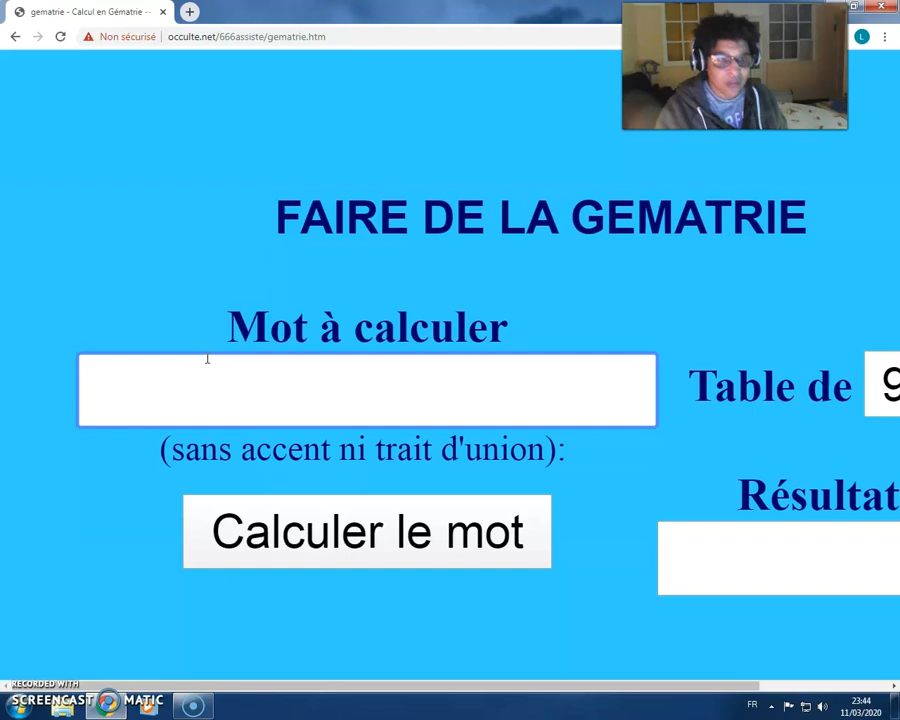 gematrie - Calcul en Gématrie --
Non sécurisé
occulte.net/666assiste/gematrie.htm
L
FAIRE DE LA GEMATRIE
Mot à calculer
Table de 9
(sans accent ni trait d'union):
Calculer le mot
Résultat
RECORDED WITH
SCREENCAST MATIC
FR
23:44
11/03/2020